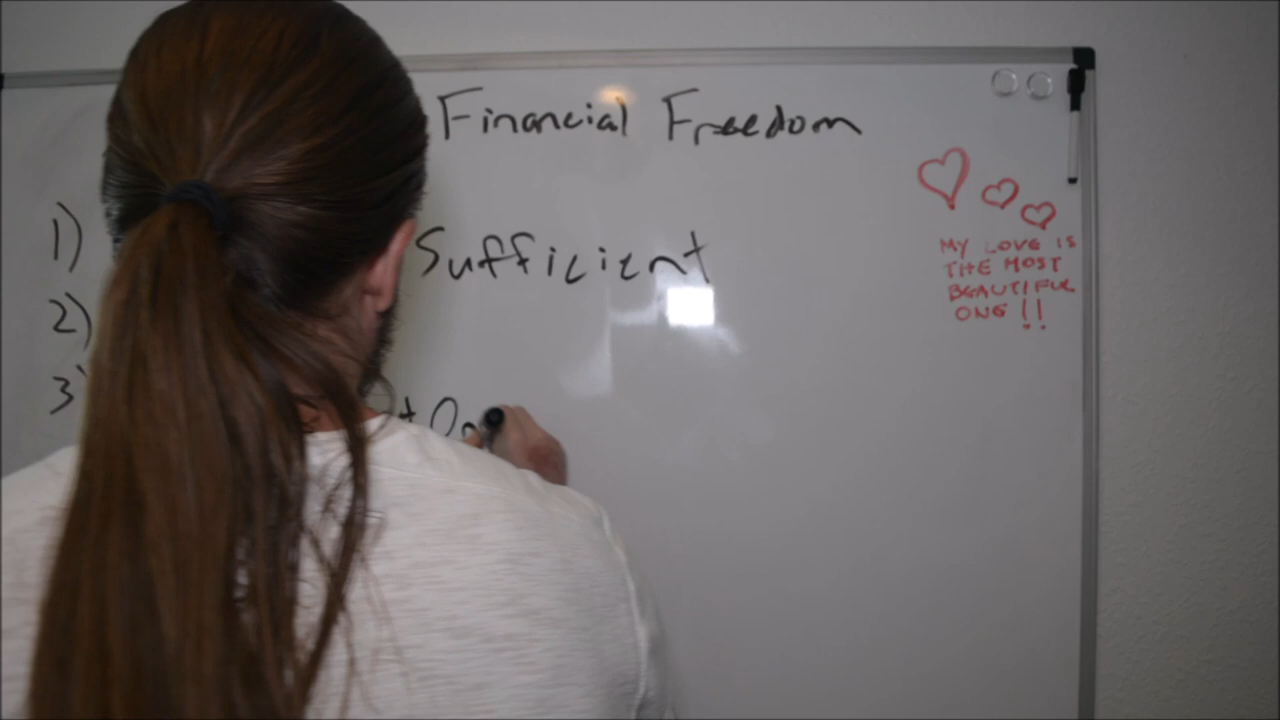 Financial Freedom
1) Sufficient
2)
3)
MY LOVE IS
THE MOST
BEAUTIFUL
ONE !!